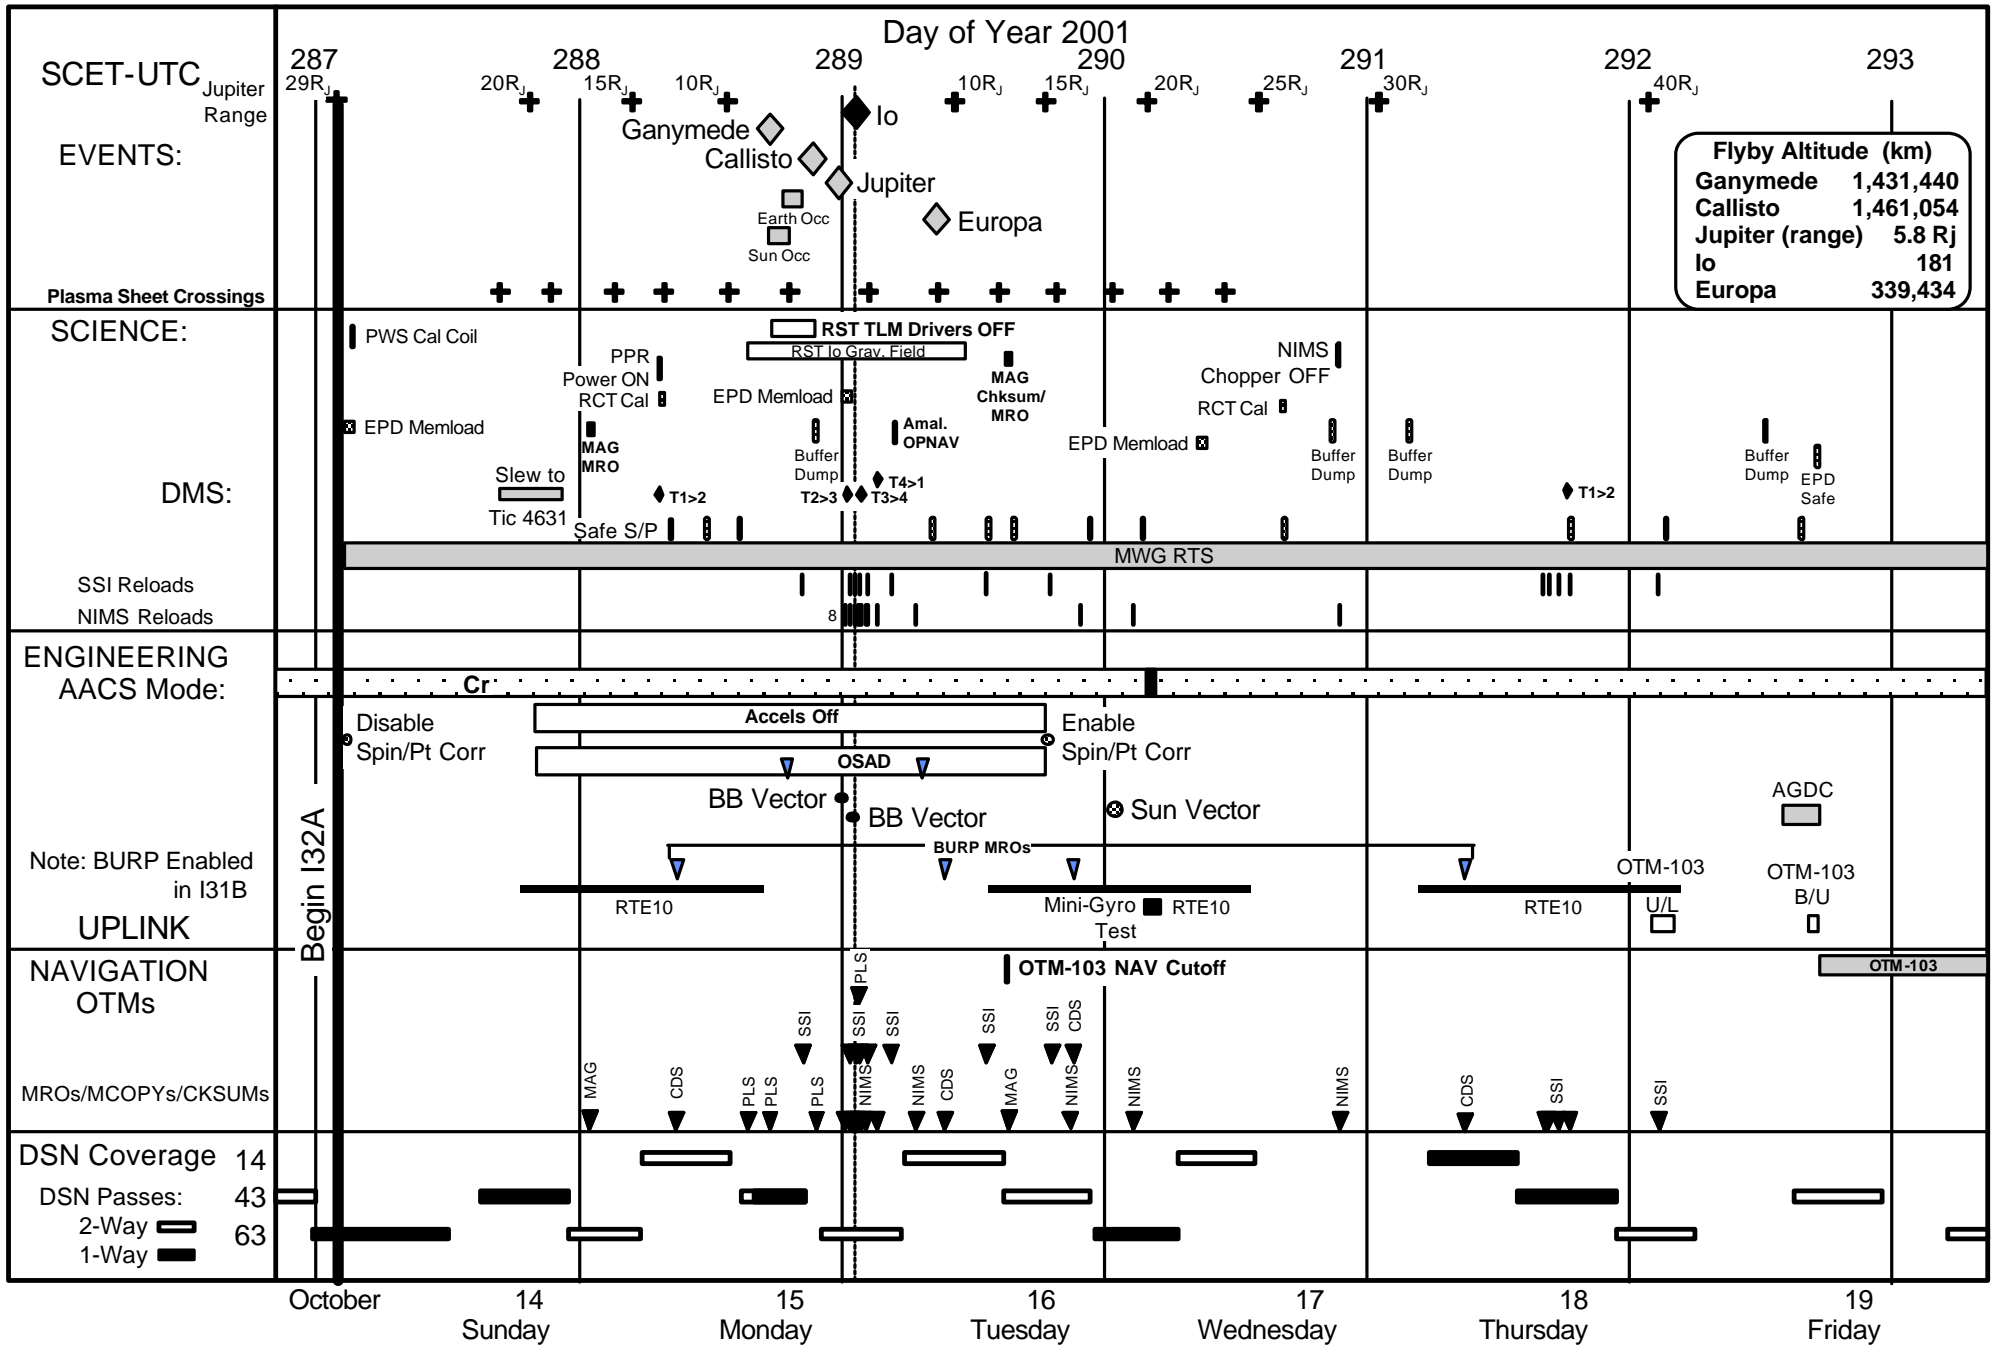 Day of Year 2001
287 288 289 290 291 292 293
SCET-UTC
Jupiter
Range
29RJ 20RJ 15RJ 10RJ 10RJ 15RJ 20RJ 25RJ 30RJ 40RJ
EVENTS:
Io
Ganymede
Callisto
Jupiter
Earth Occ
Europa
Sun Occ
Flyby Altitude (km)
Ganymede 1,431,440
Callisto 1,461,054
Jupiter (range) 5.8 Rj
Io 181
Europa 339,434
Plasma Sheet Crossings
SCIENCE:
PWS Cal Coil
RST TLM Drivers OFF
RST Io Grav. Field
PPR
Power ON
RCT Cal
EPD Memload
MAG
Chksum/
MRO
NIMS
Chopper OFF
RCT Cal
EPD Memload
MAG
MRO
Buffer
Dump
Amal.
OPNAV
EPD Memload
Buffer
Dump
Buffer
Dump
Buffer
Dump
EPD
Safe
DMS:
Slew to
Tic 4631
T1>2
T2>3
T3>4
T4>1
T1>2
Safe S/P
MWG RTS
SSI Reloads
NIMS Reloads
8
ENGINEERING
AACS Mode:
Cr
Disable
Spin/Pt Corr
Accels Off
Enable
Spin/Pt Corr
OSAD
BB Vector
BB Vector
Sun Vector
AGDC
Begin I32A
Note: BURP Enabled
in I31B
BURP MROs
RTE10
Mini-Gyro
Test
RTE10
RTE10
OTM-103
U/L
OTM-103
B/U
UPLINK
NAVIGATION
OTMs
PLS
OTM-103 NAV Cutoff
OTM-103
SSI SSI SSI SSI SSI CDS
MROs/MCOPYs/CKSUMs
MAG CDS PLS PLS PLS NIMS NIMS CDS MAG NIMS NIMS NIMS CDS SSI SSI
DSN Coverage 14
DSN Passes: 43
2-Way
63
1-Way
October 14 15 16 17 18 19
Sunday Monday Tuesday Wednesday Thursday Friday